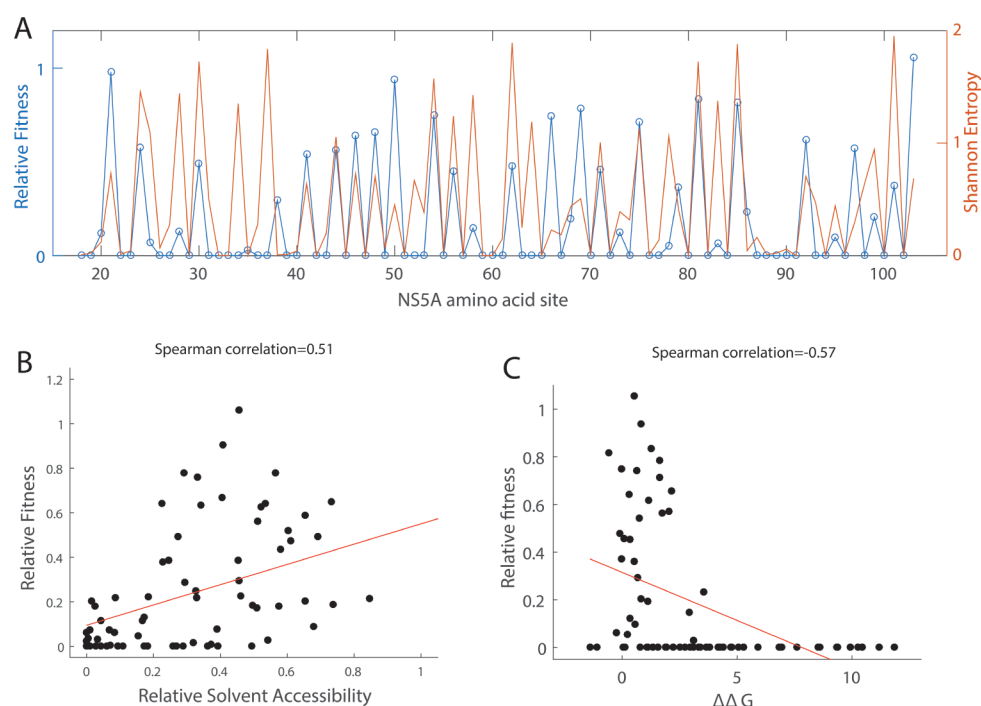 A
2
1
1
0
0
Relative Fitness
Shannon Entropy
20 30 40 50 60 70 80 90 100
NS5A amino acid site
B
Spearman correlation=0.51
1.2
1
0.8
0.6
0.4
0.2
0
Relative Fitness
0 0.2 0.4 0.6 0.8 1
Relative Solvent Accessibility
C
Spearman correlation=-0.57
1
0.8
0.6
0.4
0.2
0
Relative fitness
0 5 10
ΔΔ G